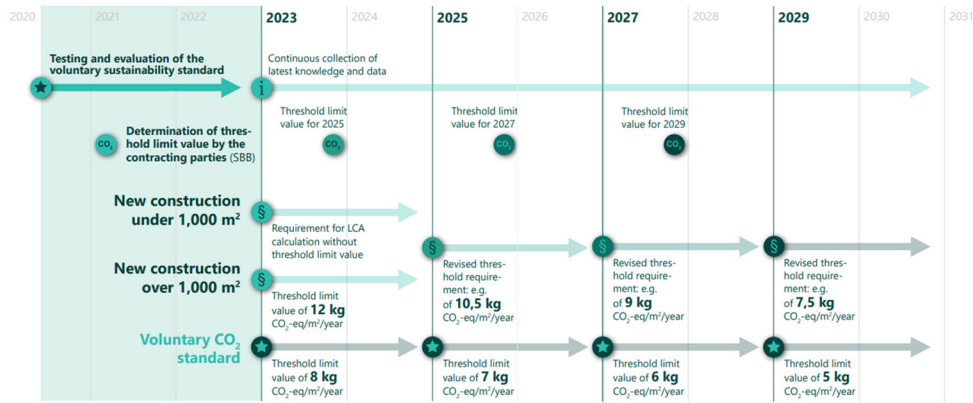 2020 2021 2022 2023 2024 2025 2026 2027 2028 2029 2030 2031
Testing and evaluation of the
voluntary sustainability standard
Continuous collection of
latest knowledge and data
i
Determination of thres-
hold limit value by the
contracting parties (SBB)
CO₂
Threshold limit
value for 2025
CO₂
Threshold limit
value for 2027
CO₂
Threshold limit
value for 2029
CO₂
New construction
under 1,000 m²
§
Requirement for LCA
calculation without
threshold limit value
New construction
over 1,000 m²
§
Threshold limit
value of 12 kg
CO₂-eq/m²/year
§
Revised thres-
hold require-
ment: e.g.
of 10,5 kg
CO₂-eq/m²/year
§
Revised thres-
hold require-
ment: e.g.
of 9 kg
CO₂-eq/m²/year
§
Revised thres-
hold require-
ment: e.g.
of 7,5 kg
CO₂-eq/m²/year
Voluntary CO₂
standard
Threshold limit
value of 8 kg
CO₂-eq/m²/year
Threshold limit
value of 7 kg
CO₂-eq/m²/year
Threshold limit
value of 6 kg
CO₂-eq/m²/year
Threshold limit
value of 5 kg
CO₂-eq/m²/year